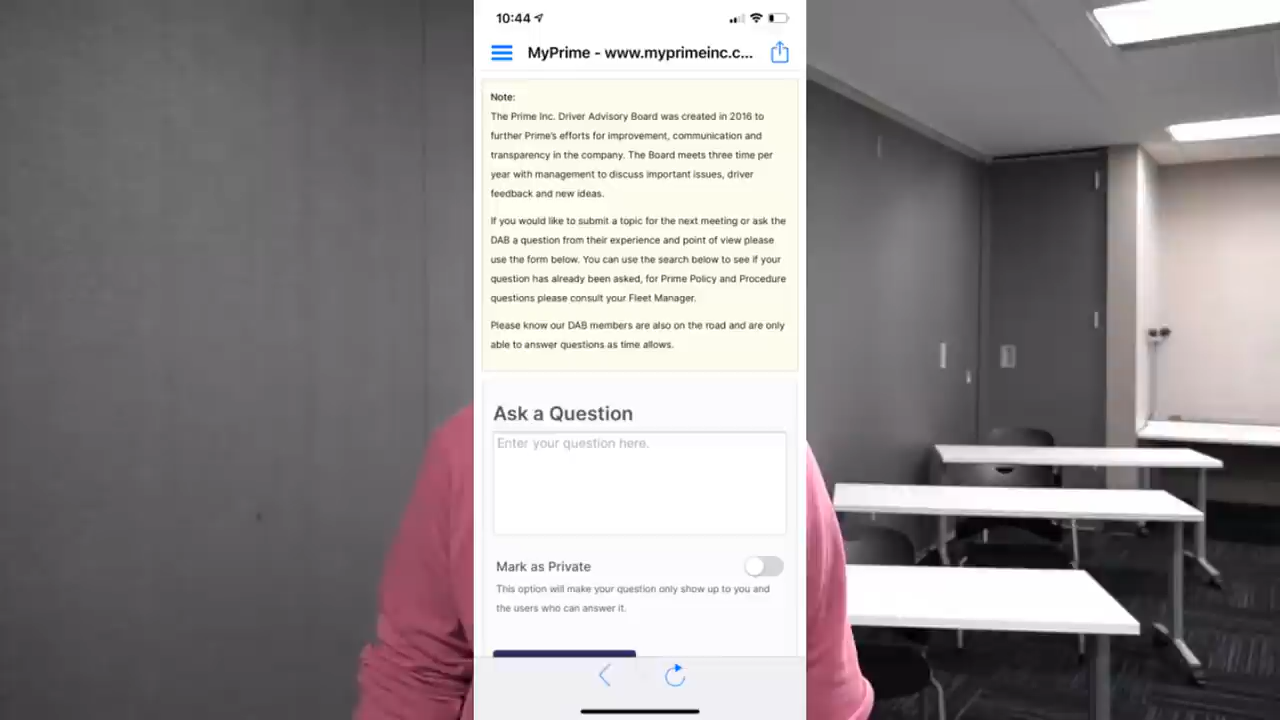 10:44
MyPrime - www.myprimeinc.c...
Note:
The Prime Inc. Driver Advisory Board was created in 2016 to
further Prime's efforts for improvement, communication and
transparency in the company. The Board meets three time per
year with management to discuss important issues, driver
feedback and new ideas.
If you would like to submit a topic for the next meeting or ask the
DAB a question from their experience and point of view please
use the form below. You can use the search below to see if your
question has already been asked, for Prime Policy and Procedure
questions please consult your Fleet Manager.
Please know our DAB members are also on the road and are only
able to answer questions as time allows.
Ask a Question
Enter your question here.
Mark as Private
This option will make your question only show up to you and
the users who can answer it.